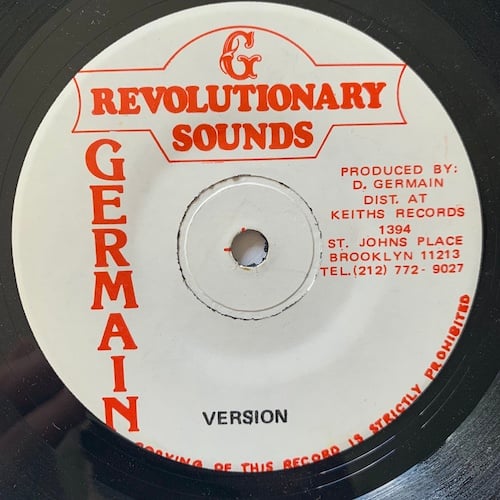 G
REVOLUTIONARY
SOUNDS
GERMAIN
PRODUCED BY:
D. GERMAIN
DIST. AT
KEITHS RECORDS
1394
ST. JOHNS PLACE
BROOKLYN 11213
TEL.(212) 772-9027
VERSION
COPYING OF THIS RECORD IS STRICTLY PROHIBITED